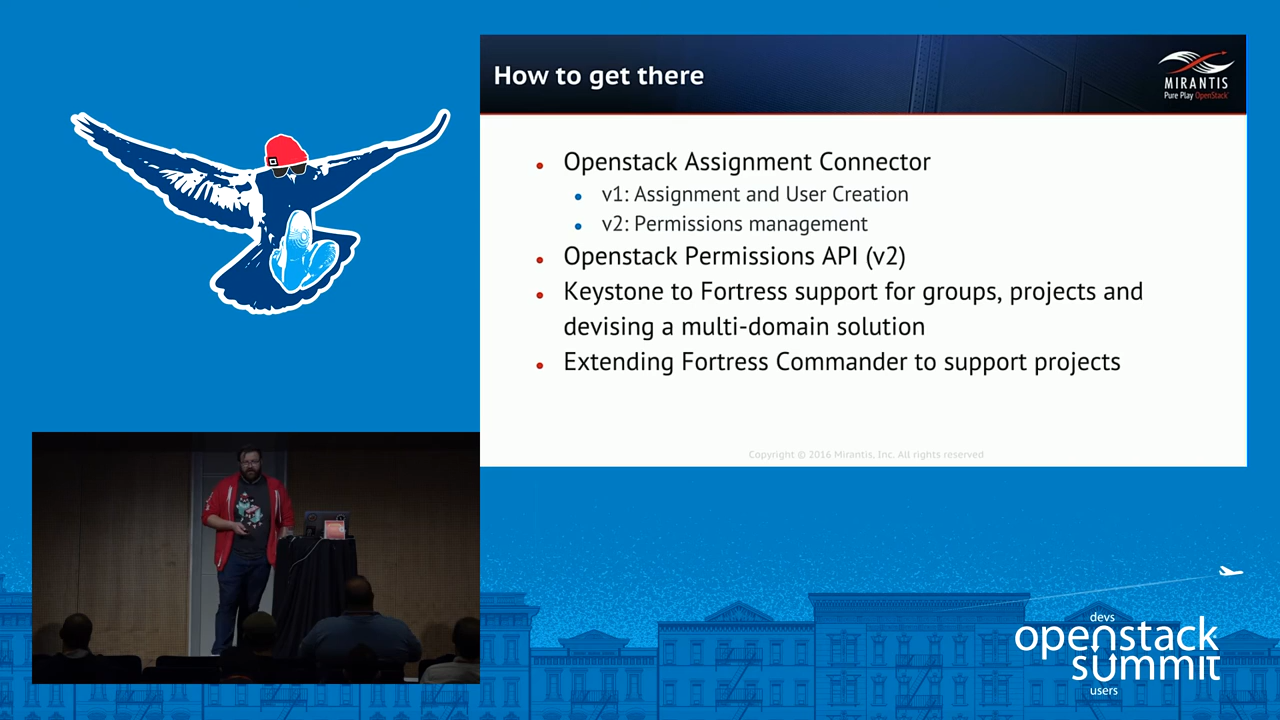 How to get there
MIRANTIS
Pure Play OpenStack
Openstack Assignment Connector
v1: Assignment and User Creation
v2: Permissions management
Openstack Permissions API (v2)
Keystone to Fortress support for groups, projects and
devising a multi-domain solution
Extending Fortress Commander to support projects
Copyright © 2016 Mirantis, Inc. All rights reserved
devs
openstack
summit
users